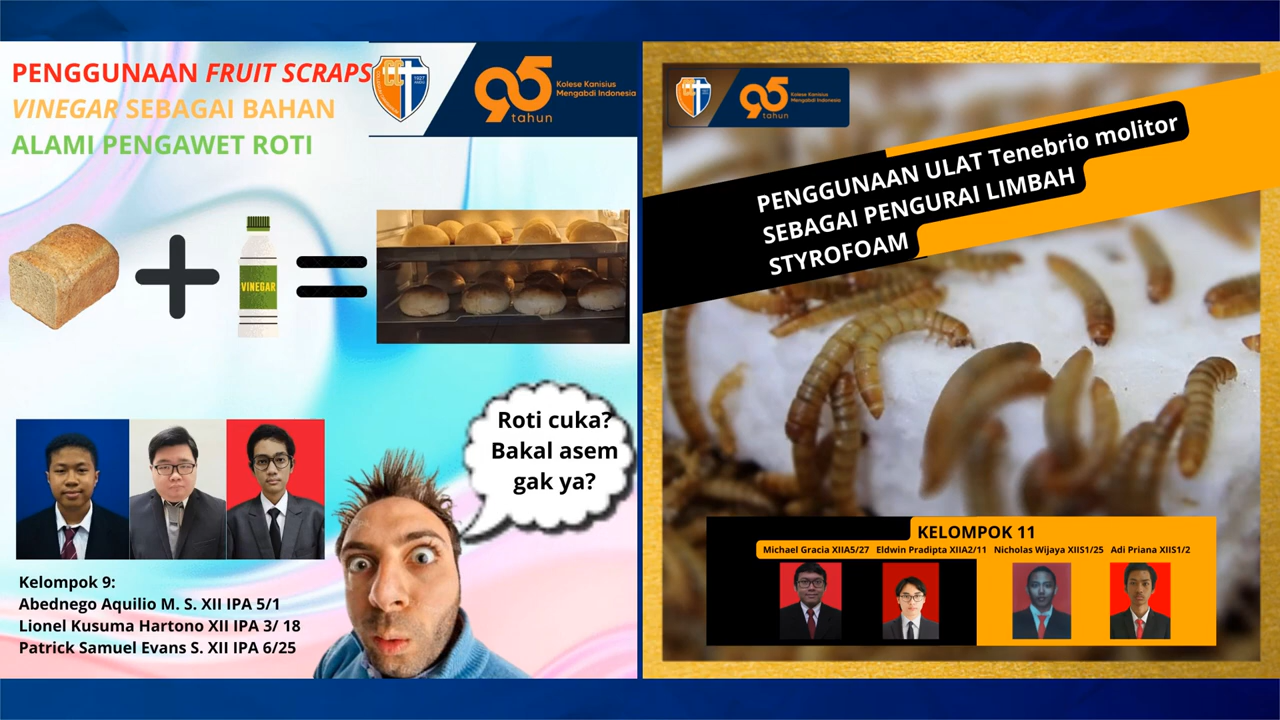 PENGGUNAAN FRUIT SCRAPS
VINEGAR SEBAGAI BAHAN
ALAMI PENGAWET ROTI
CC
1927
95
tahun
Kolese Kanisius
Mengabdi Indonesia
VINEGAR
Roti cuka?
Bakal asem
gak ya?
Kelompok 9:
Abednego Aquilio M. S. XII IPA 5/1
Lionel Kusuma Hartono XII IPA 3/ 18
Patrick Samuel Evans S. XII IPA 6/25
CC
95
tahun
Kolese Kanisius
Mengabdi Indonesia
PENGGUNAAN ULAT Tenebrio molitor
SEBAGAI PENGURAI LIMBAH
STYROFOAM
KELOMPOK 11
Michael Gracia XIIA5/27 Eldwin Pradipta XIIA2/11 Nicholas Wijaya XIIS1/25 Adi Priana XIIS1/2